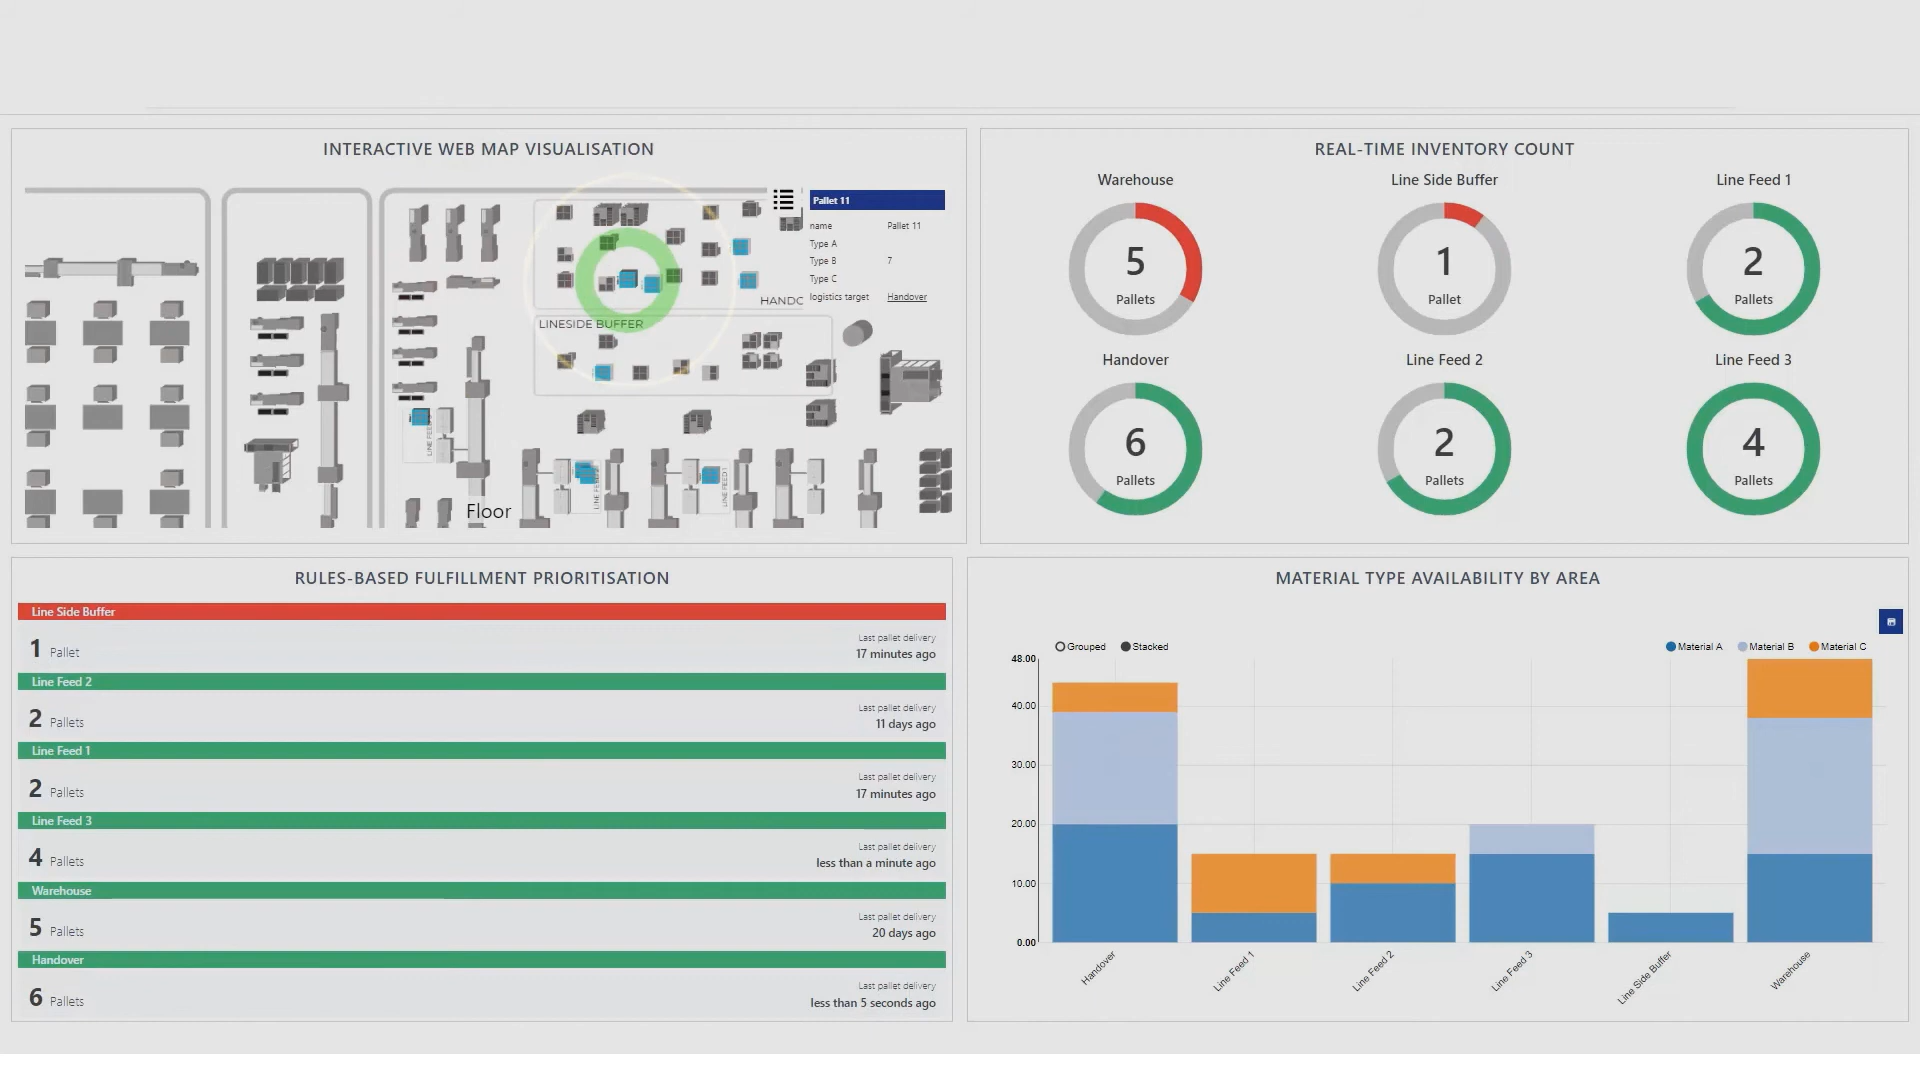 INTERACTIVE WEB MAP VISUALISATION
Pallet 11
name Pallet 11
Type A
Type B 7
Type C
logistics target Handover
HANDO
LINESIDE BUFFER
Floor
REAL-TIME INVENTORY COUNT
Warehouse
5
Pallets
Line Side Buffer
1
Pallet
Line Feed 1
2
Pallets
Handover
6
Pallets
Line Feed 2
2
Pallets
Line Feed 3
4
Pallets
RULES-BASED FULFILLMENT PRIORITISATION
Line Side Buffer
1 Pallet
Last pallet delivery
17 minutes ago
Line Feed 2
2 Pallets
Last pallet delivery
11 days ago
Line Feed 1
2 Pallets
Last pallet delivery
17 minutes ago
Line Feed 3
4 Pallets
Last pallet delivery
less than a minute ago
Warehouse
5 Pallets
Last pallet delivery
20 days ago
Handover
6 Pallets
Last pallet delivery
less than 5 seconds ago
MATERIAL TYPE AVAILABILITY BY AREA
Grouped Stacked
Material A Material B Material C
48.00
40.00
30.00
20.00
10.00
0.00
Handover
Line Feed 1
Line Feed 2
Line Feed 3
Line Side Buffer
Warehouse